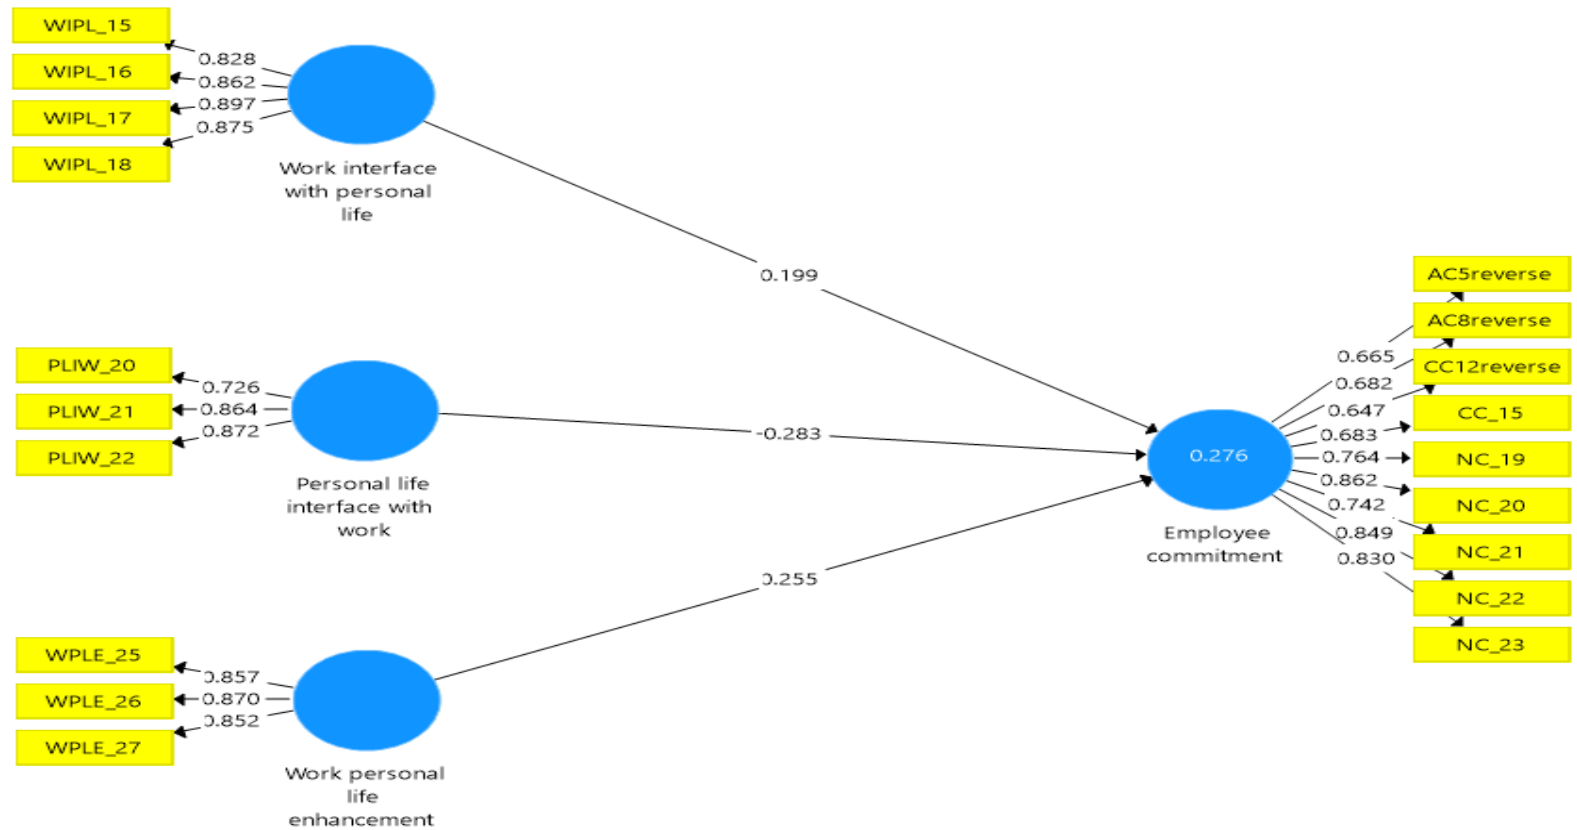 WIPL_15
WIPL_16
WIPL_17
WIPL_18
0.828
0.862
0.897
0.875
Work interface
with personal
life
0.199
PLIW_20
PLIW_21
PLIW_22
0.726
0.864
0.872
Personal life
interface with
work
-0.283
WPLE_25
WPLE_26
WPLE_27
0.857
0.870
0.852
Work personal
life
enhancement
0.255
0.276
Employee
commitment
0.665
0.682
0.647
0.683
0.764
0.862
0.742
0.849
0.830
AC5reverse
AC8reverse
CC12reverse
CC_15
NC_19
NC_20
NC_21
NC_22
NC_23